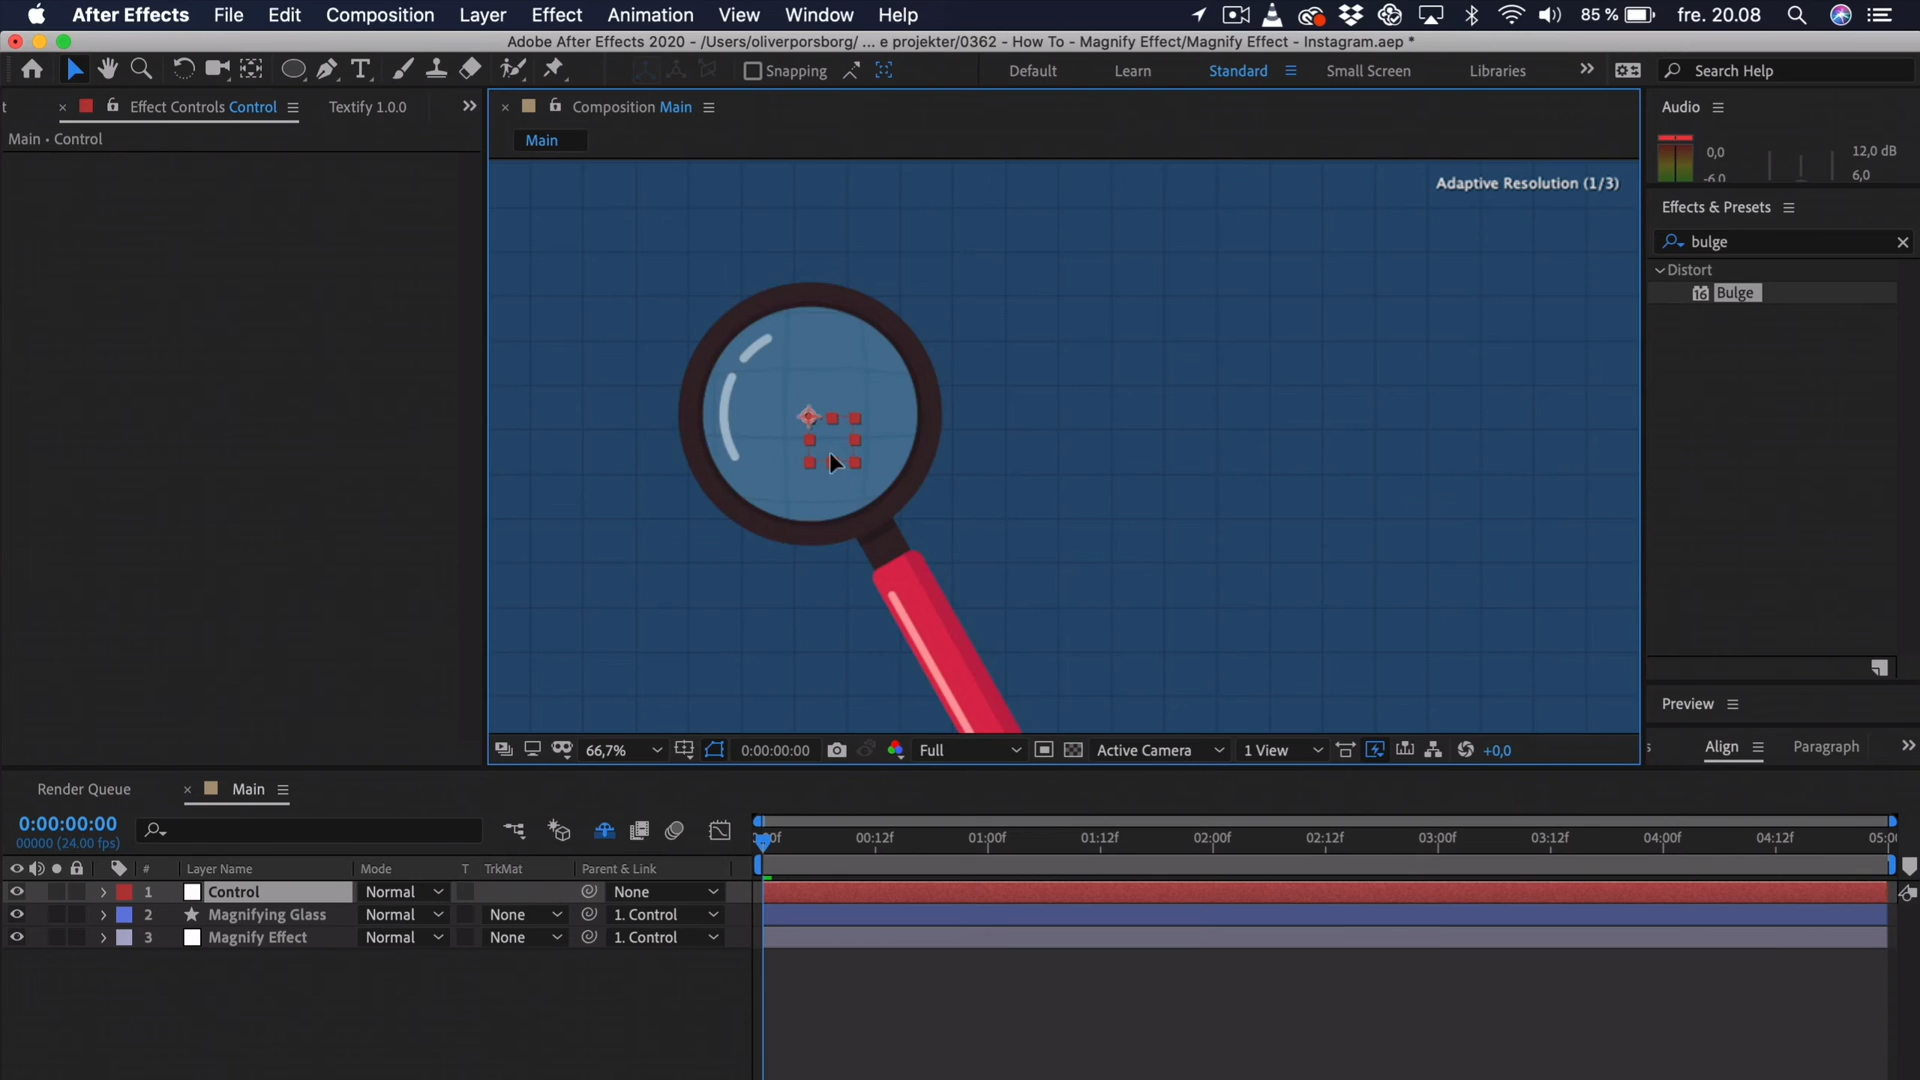 After Effects File Edit Composition Layer Effect Animation View Window Help 85 % fre. 20.08
Adobe After Effects 2020 - /Users/oliverporsborg/ ... e projekter/0362 - How To - Magnify Effect/Magnify Effect - Instagram.aep *
Snapping Default Learn Standard Small Screen Libraries Search Help
Effect Controls Control Textify 1.0.0
Main • Control
Composition Main
Main
Adaptive Resolution (1/3)
Audio
0,0 12,0 dB
-6,0 6,0
Effects & Presets
bulge
Distort
16 Bulge
Preview
Align Paragraph
66,7% 0:00:00:00 Full Active Camera 1 View +0,0
Render Queue Main
0:00:00:00
00000 (24.00 fps)
:00f 00:12f 01:00f 01:12f 02:00f 02:12f 03:00f 03:12f 04:00f 04:12f 05:00
# Layer Name Mode T TrkMat Parent & Link
1 Control Normal None
2 Magnifying Glass Normal None 1. Control
3 Magnify Effect Normal None 1. Control